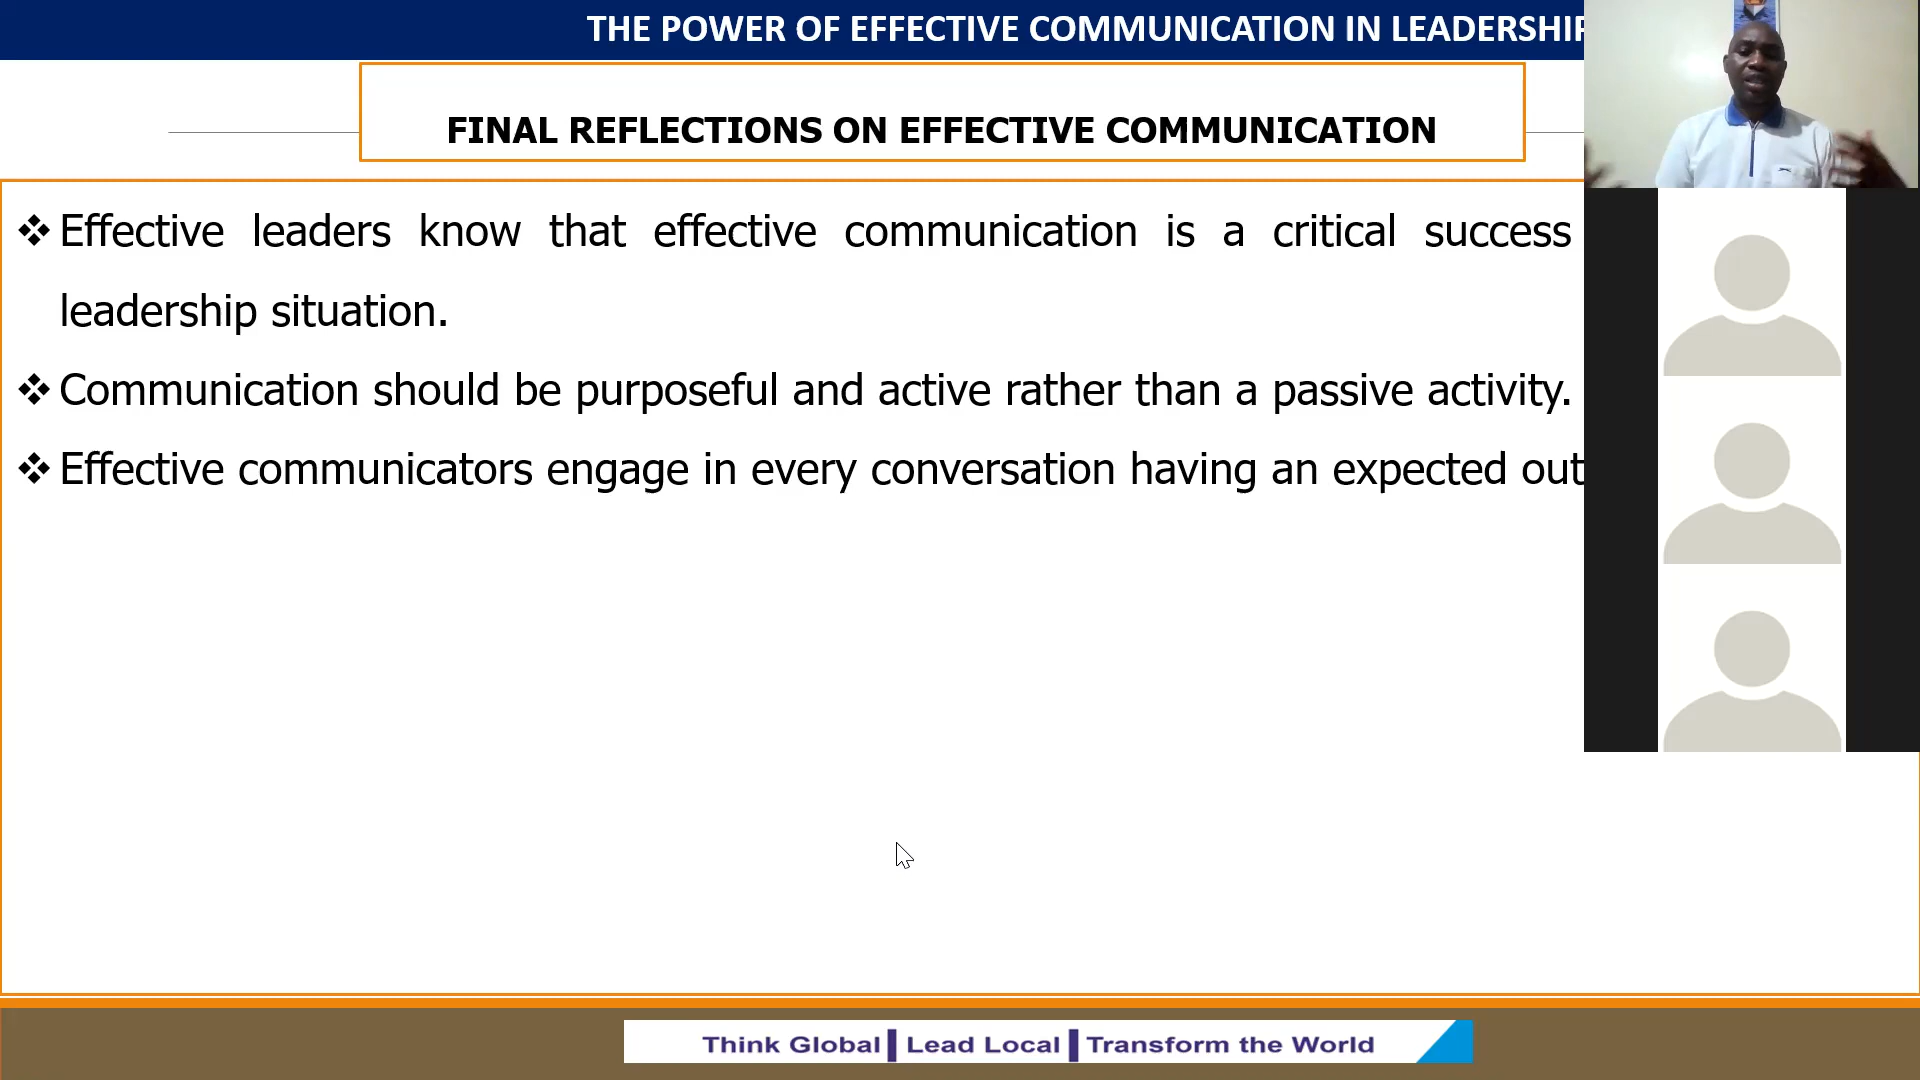 THE POWER OF EFFECTIVE COMMUNICATION IN
FINAL REFLECTIONS ON EFFECTIVE COMMUNICATION
❖ Effective leaders know that effective communication is a critical success
leadership situation.
❖ Communication should be purposeful and active rather than a passive activity.
❖ Effective communicators engage in every conversation having an expected
Think Global | Lead Local | Transform the World